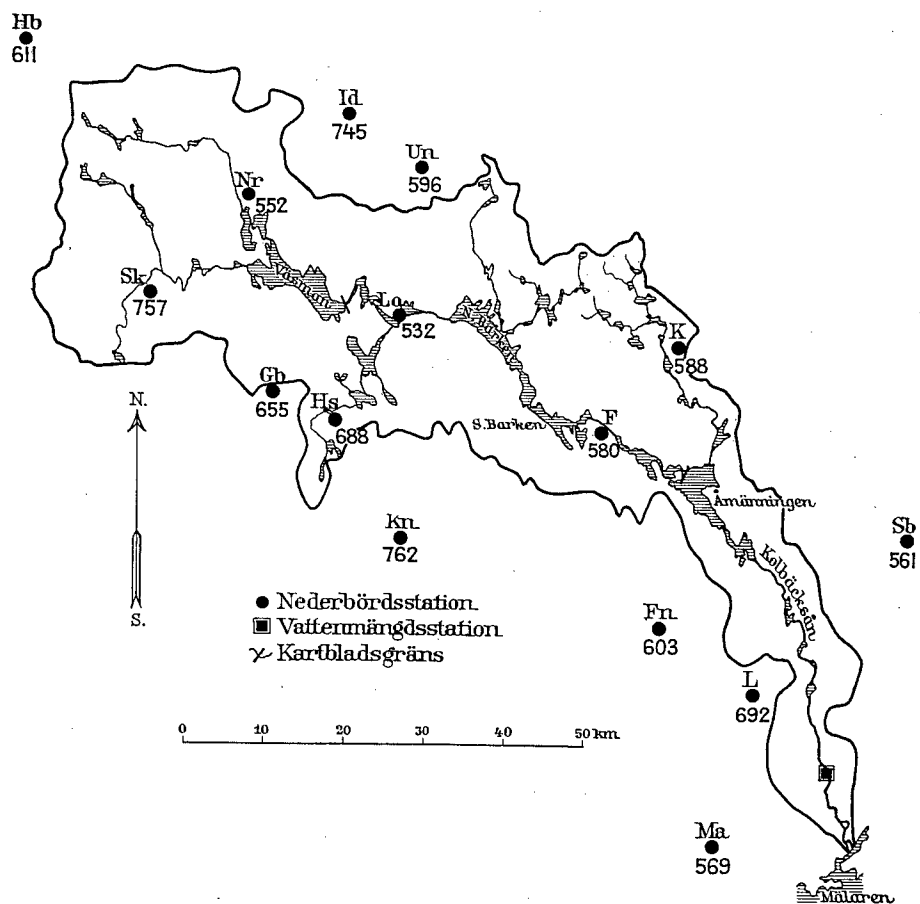 Hb
611
Id
745
Un
596
Nr
552
Väsman
Sk
757
Lo
532
N. Barken
K
588
Gb
655
Hs
688
S. Barken
F
580
Åmänningen
N.
S.
Kn
762
Kolbäcksån
Sb
561
Nederbördsstation
Vattenmängdsstation
Kartbladsgräns
Fn
603
L
692
0 10 20 30 40 50 km
Ma
569
Mälaren